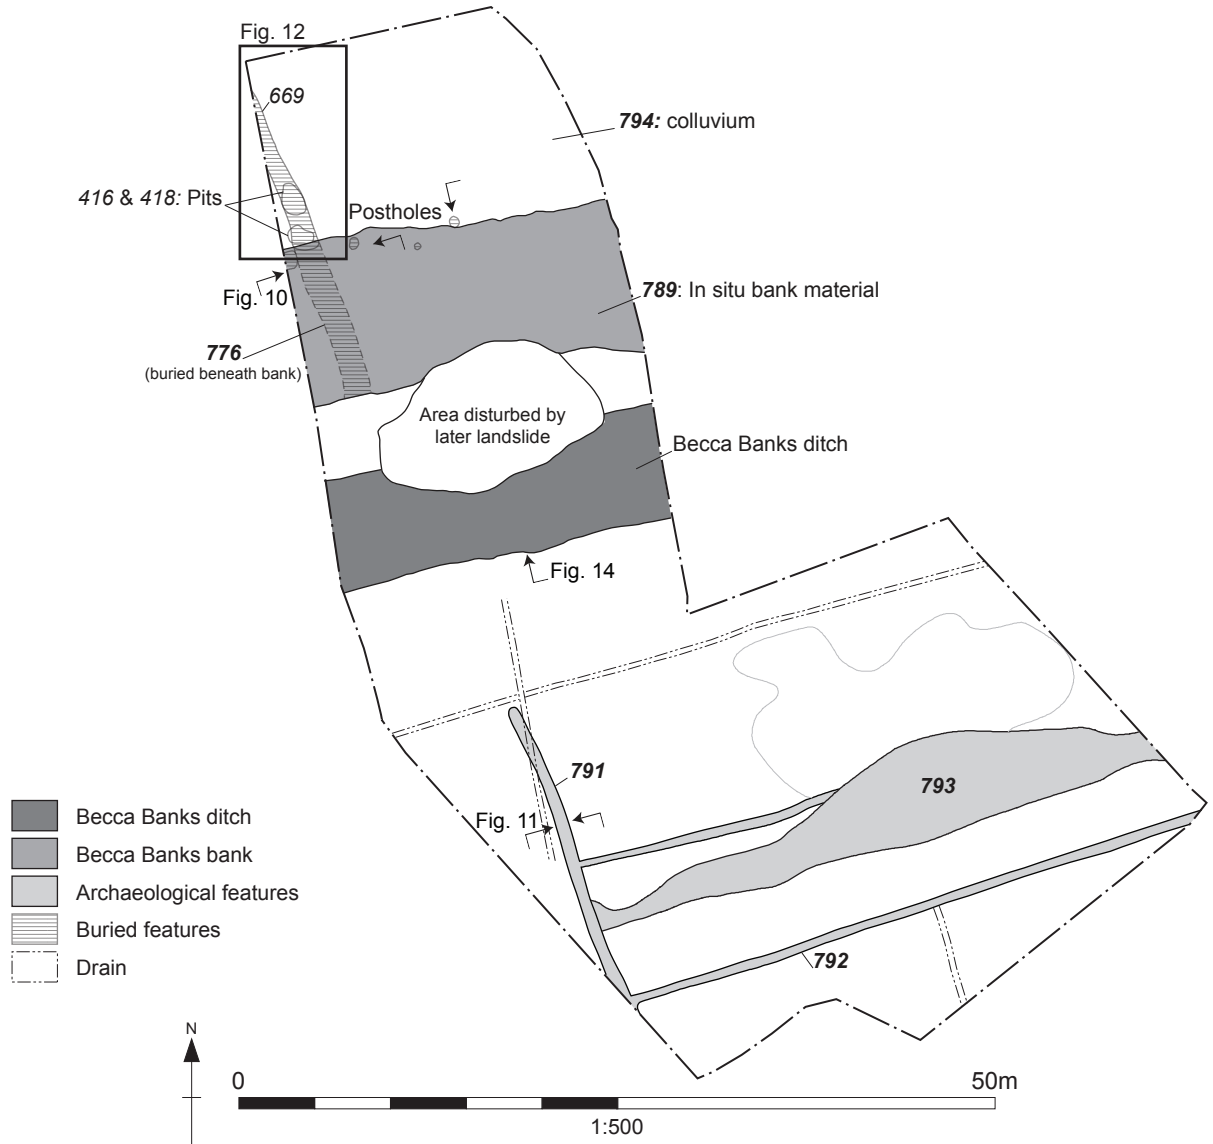 Fig. 12
669
794: colluvium
416 & 418: Pits
Postholes
Fig. 10
789: In situ bank material
776
(buried beneath bank)
Area disturbed by
later landslide
Becca Banks ditch
Fig. 14
791
793
Fig. 11
792
Becca Banks ditch
Becca Banks bank
Archaeological features
Buried features
Drain
N
0
50m
1:500